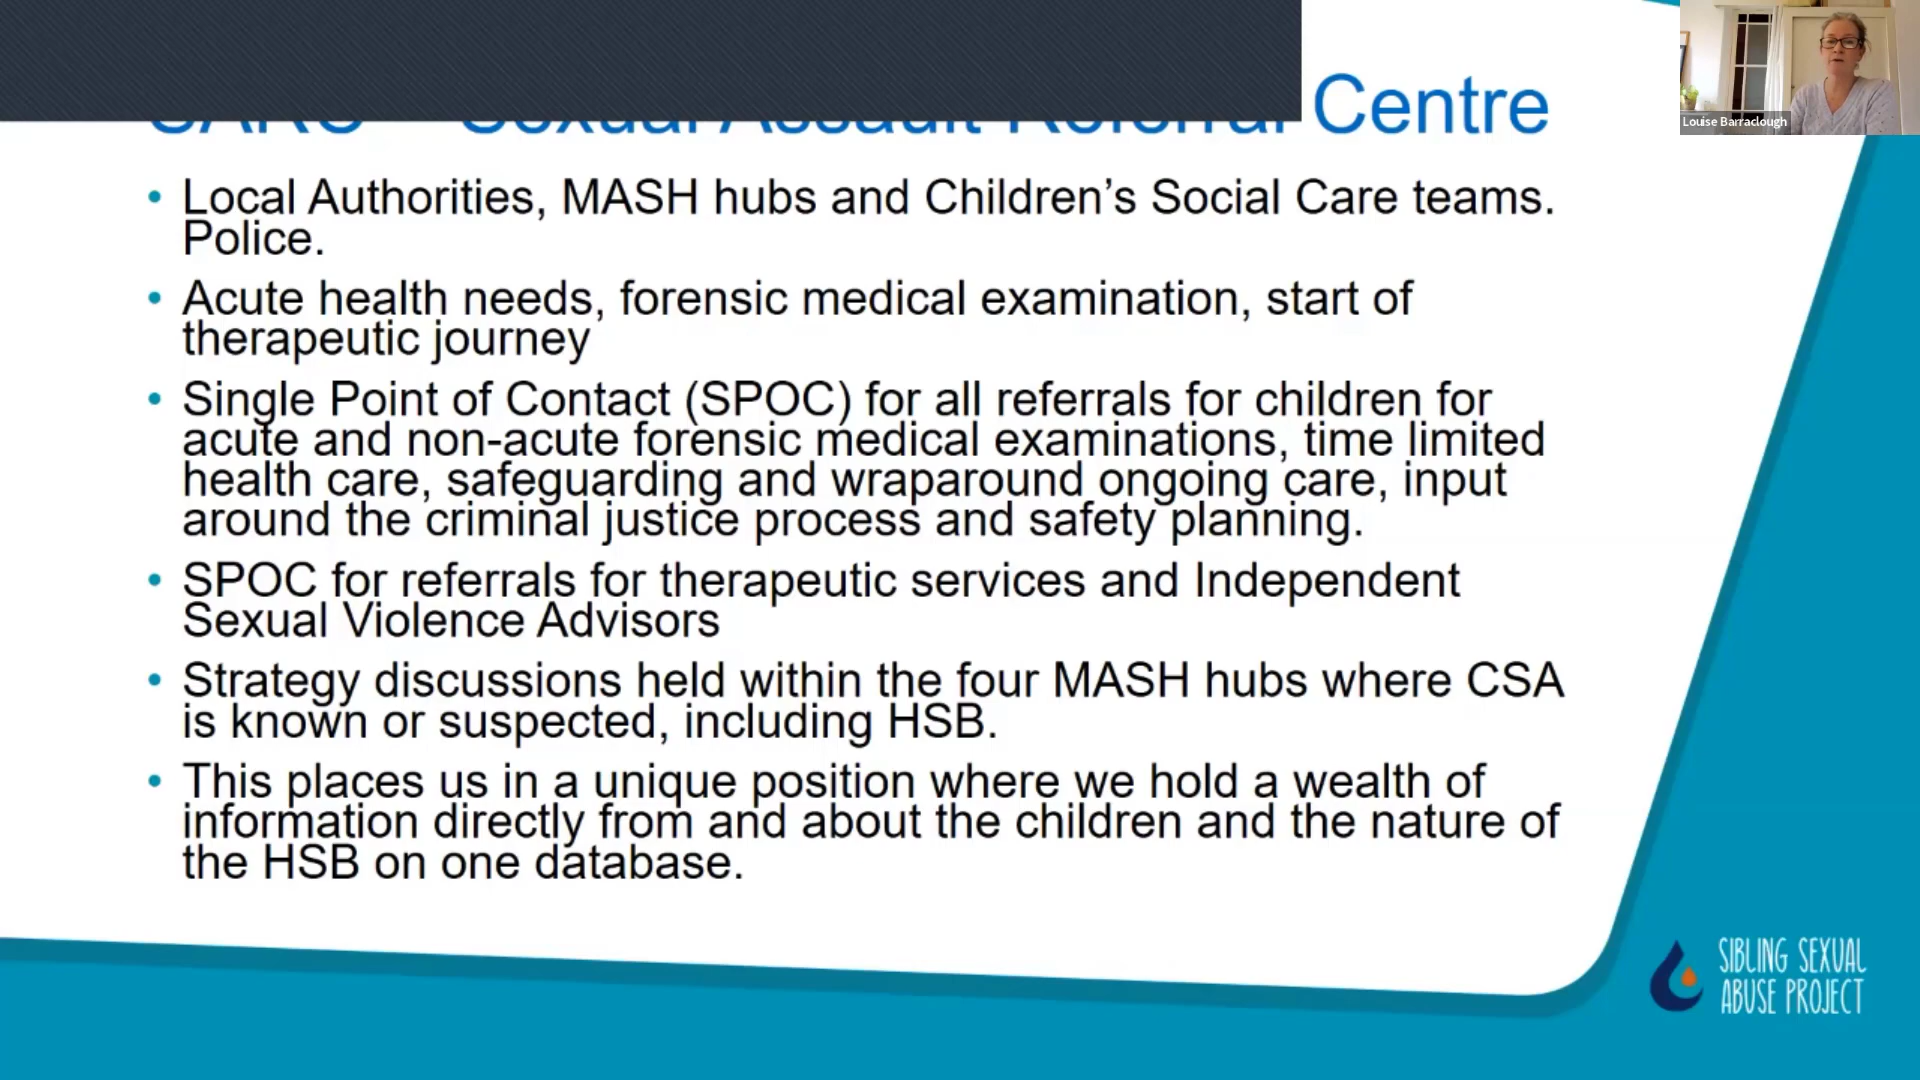 SARC – Sexual Assault Referral Centre
Louise Barraclough
• Local Authorities, MASH hubs and Children’s Social Care teams.
Police.
• Acute health needs, forensic medical examination, start of
therapeutic journey
• Single Point of Contact (SPOC) for all referrals for children for
acute and non-acute forensic medical examinations, time limited
health care, safeguarding and wraparound ongoing care, input
around the criminal justice process and safety planning.
• SPOC for referrals for therapeutic services and Independent
Sexual Violence Advisors
• Strategy discussions held within the four MASH hubs where CSA
is known or suspected, including HSB.
• This places us in a unique position where we hold a wealth of
information directly from and about the children and the nature of
the HSB on one database.
SIBLING SEXUAL
ABUSE PROJECT